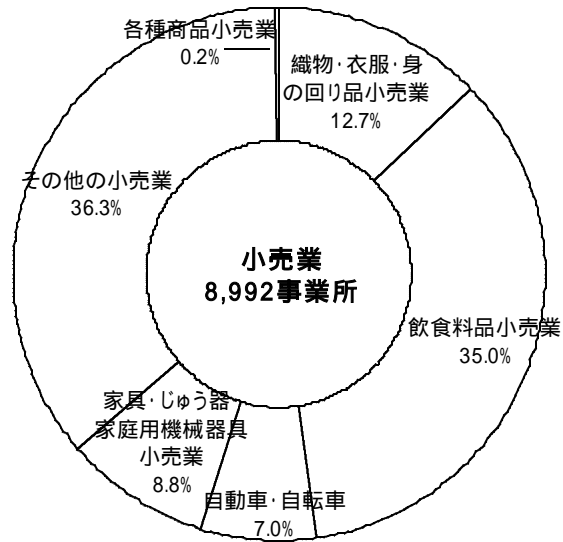 各種商品小売業
0.2%
織物･衣服･身
の回り品小売業
12.7%
その他の小売業
36.3%
小売業
8,992事業所
飲食料品小売業
35.0%
家具･じゅう器
家庭用機械器具
小売業
8.8%
自動車･自転車
7.0%